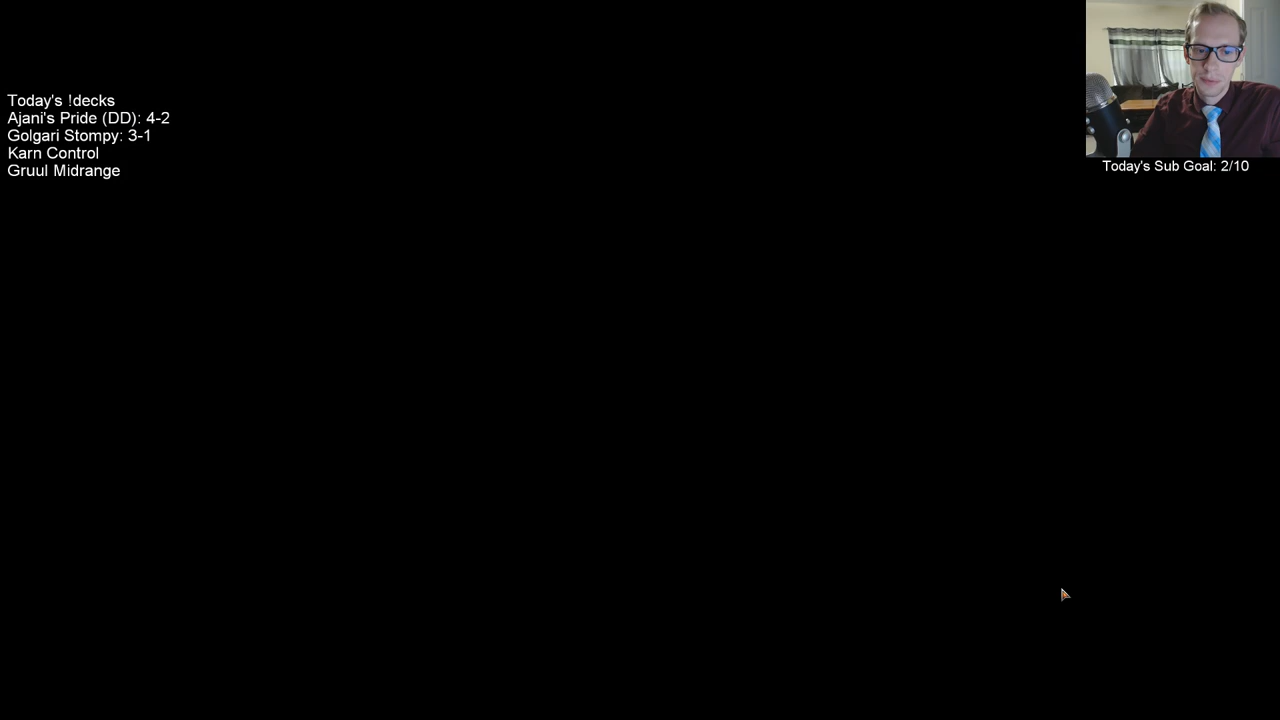 Today's !decks
Ajani's Pride (DD): 4-2
Golgari Stompy: 3-1
Karn Control
Gruul Midrange
Today's Sub Goal: 2/10